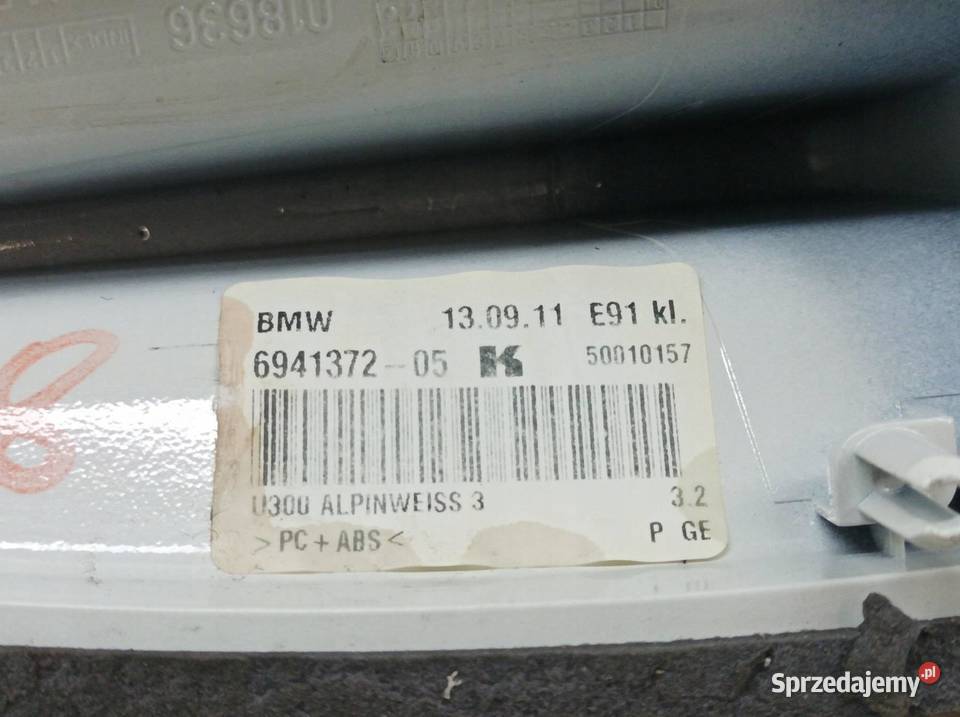 018636
BMW 13.09.11 E91 kl.
6941372-05 K 50010157
U300 ALPINWEISS 3 3.2
>PC+ABS< P GE
Sprzedajemy.pl